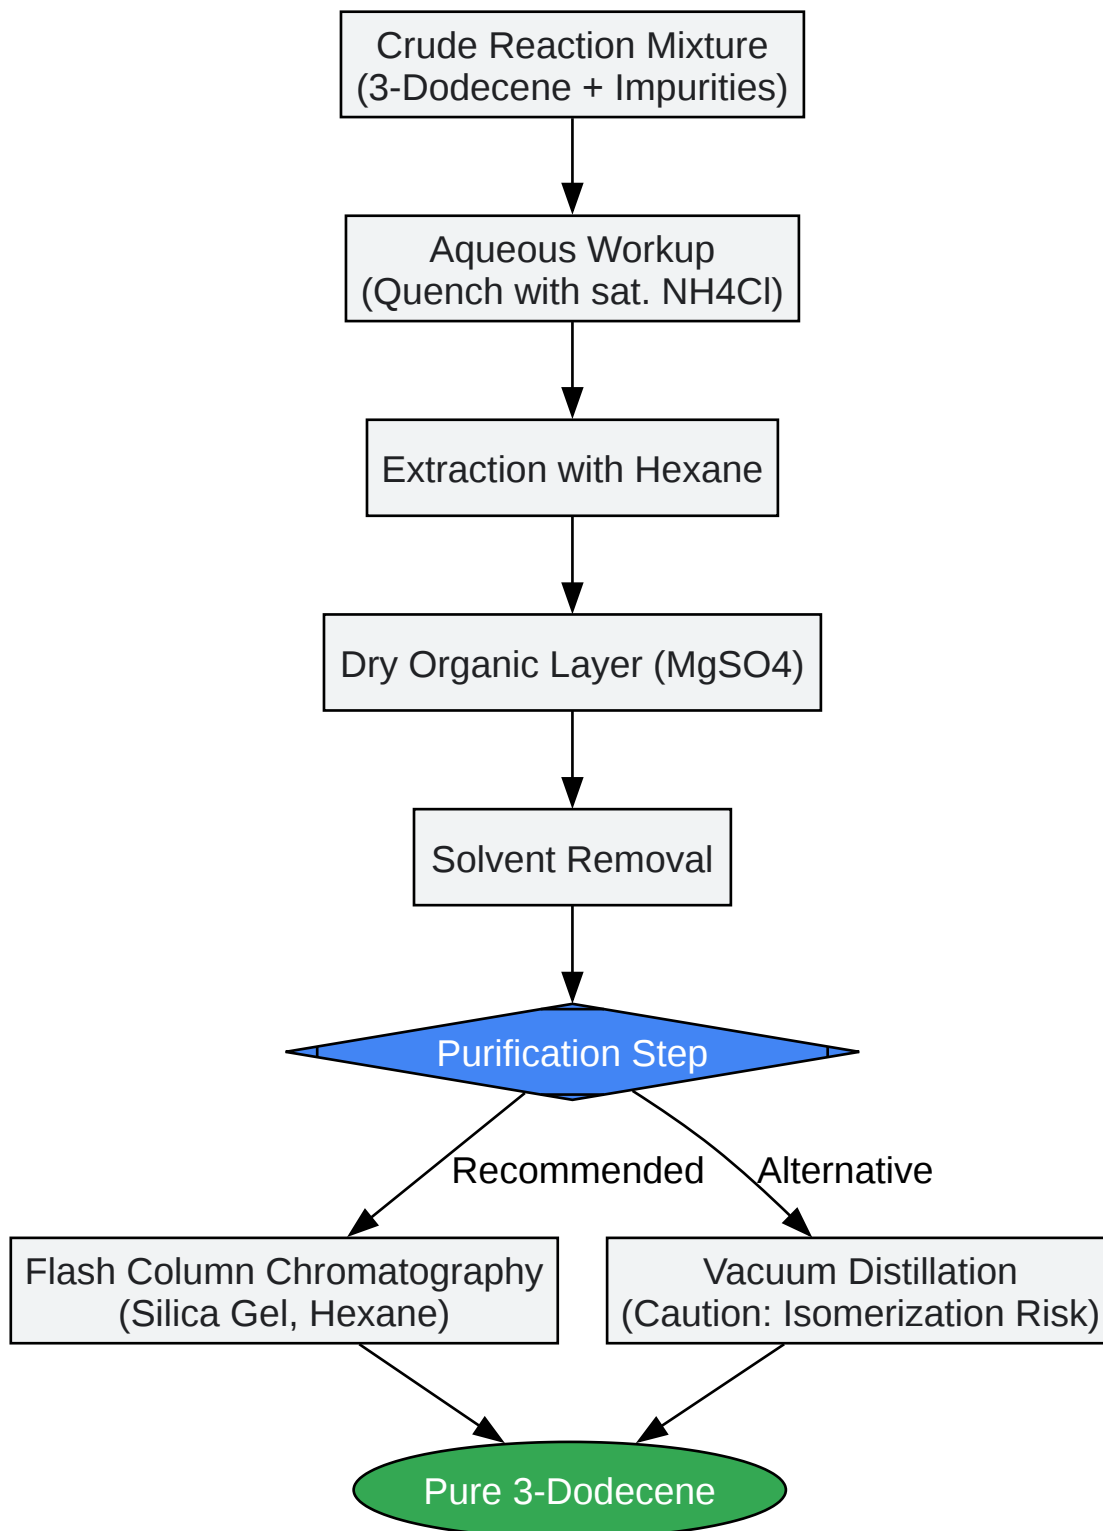 Crude Reaction Mixture
(3-Dodecene + Impurities)
Aqueous Workup
(Quench with sat. NH4Cl)
Extraction with Hexane
Dry Organic Layer (MgSO4)
Solvent Removal
Purification Step
Recommended
Alternative
Flash Column Chromatography
(Silica Gel, Hexane)
Vacuum Distillation
(Caution: Isomerization Risk)
Pure 3-Dodecene